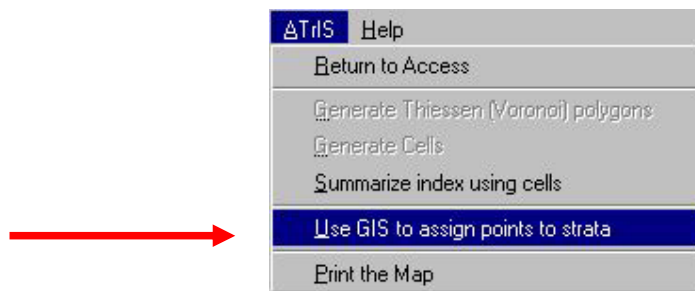 ATrIS Help
Return to Access
Generate Thiessen (Voronoi) polygons
Generate Cells
Summarize index using cells
Use GIS to assign points to strata
Print the Map